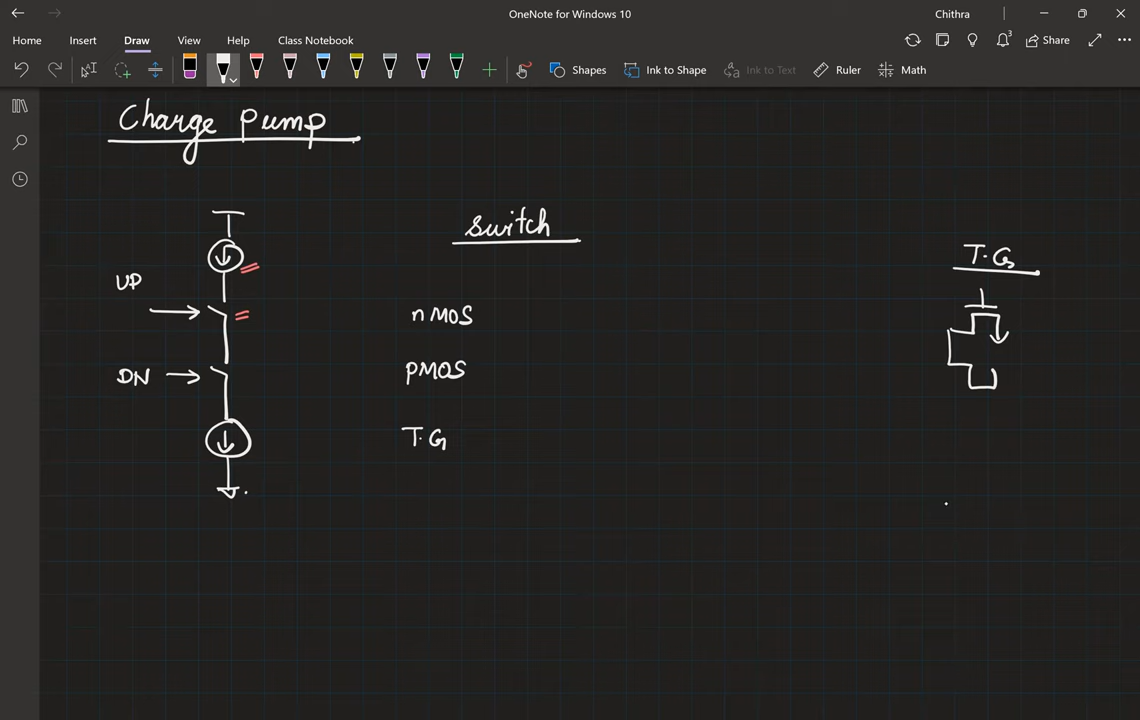 OneNote for Windows 10
Chithra
Home Insert Draw View Help Class Notebook
3 Share
Shapes Ink to Shape Ink to Text Ruler Math
Charge Pump
switch
T.G
UP
nMOS
DN
pMOS
T.G